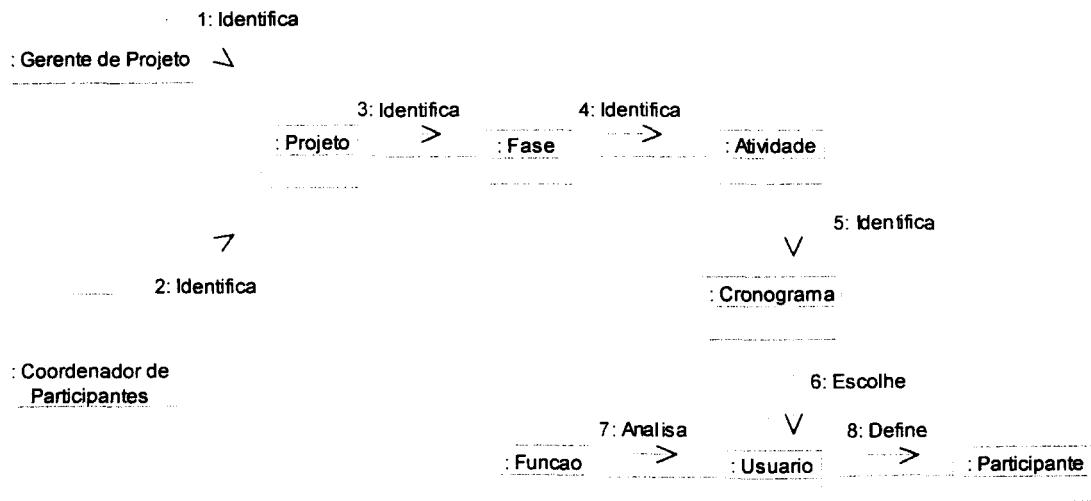 1: Identifica
: Gerente de Projeto
3: Identifica
4: Identifica
: Projeto
: Fase
: Atividade
5: Identifica
2: Identifica
: Cronograma
: Coordenador de
Participantes
6: Escolhe
7: Analisa
8: Define
: Funcao
: Usuario
: Participante